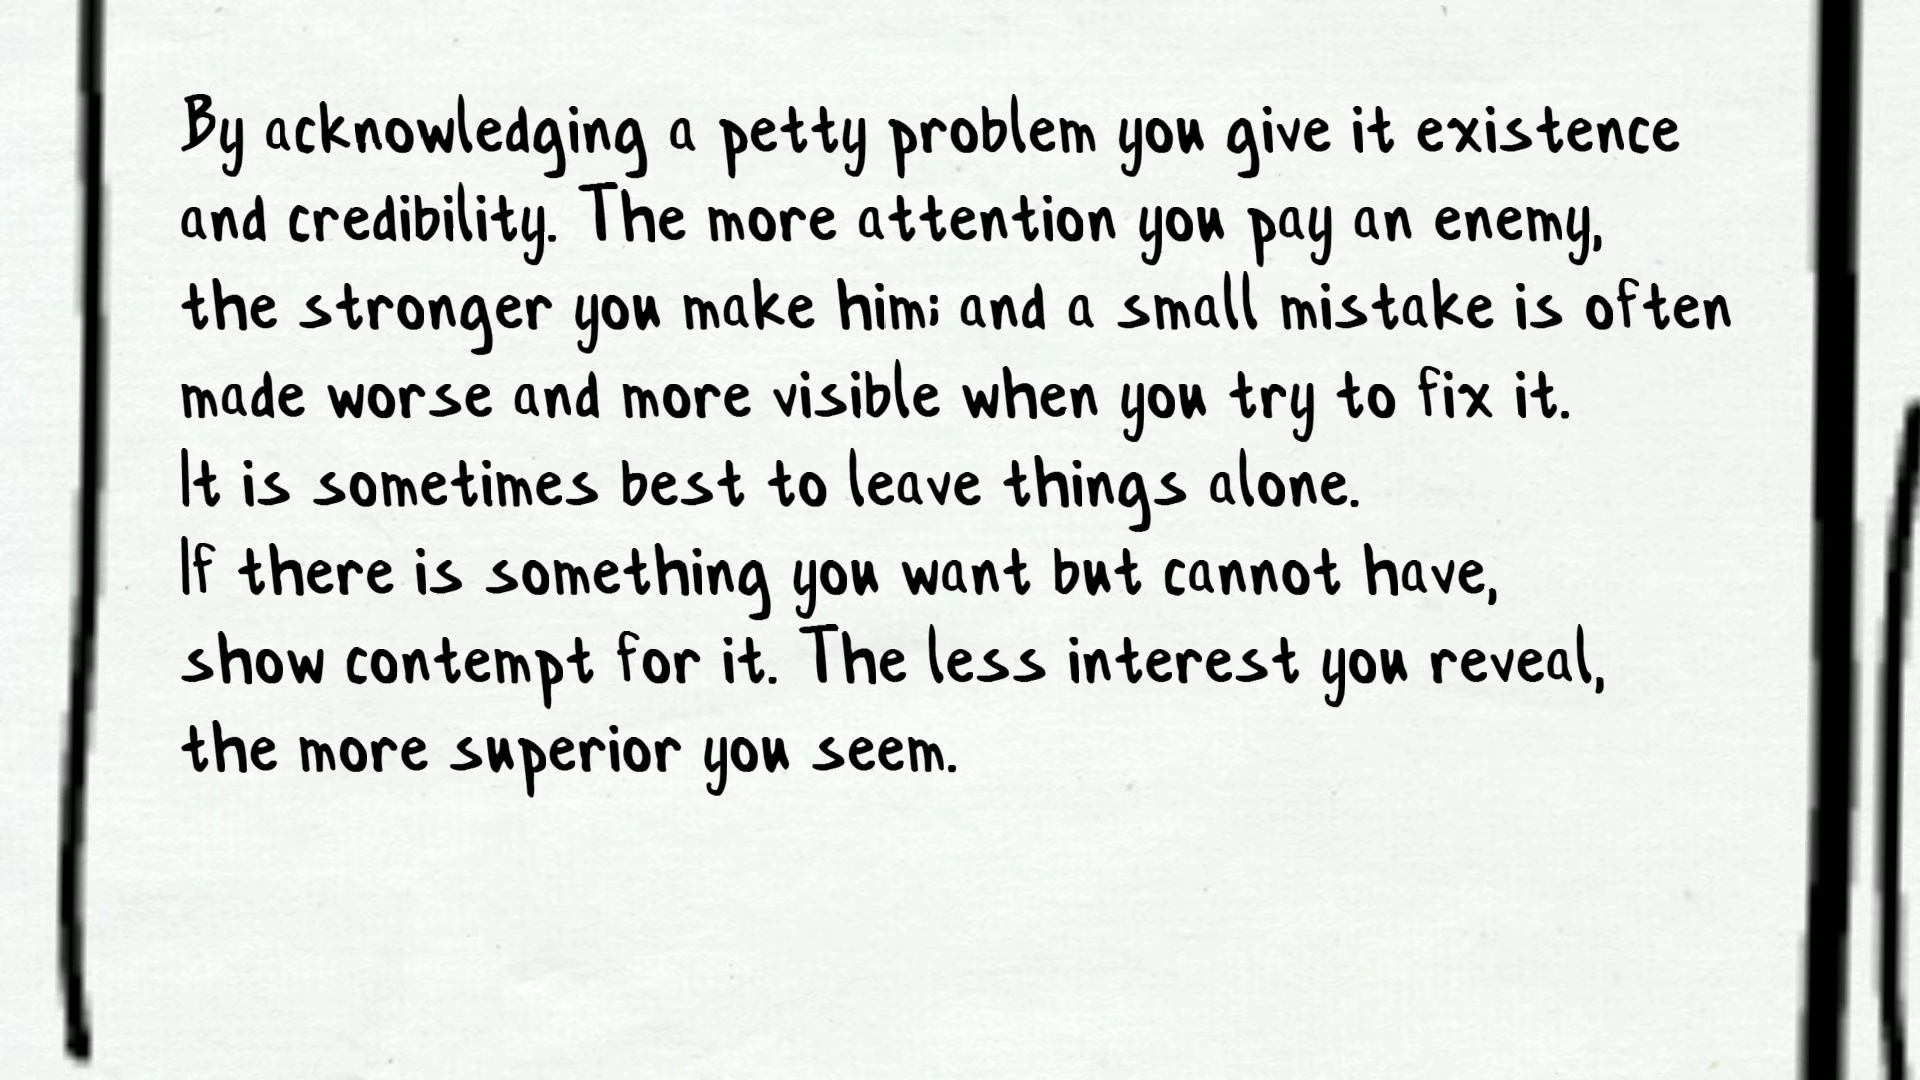 By acknowledging a petty problem you give it existence
and credibility. The more attention you pay an enemy,
the stronger you make him; and a small mistake is often
made worse and more visible when you try to fix it.
It is sometimes best to leave things alone.
If there is something you want but cannot have,
show contempt for it. The less interest you reveal,
the more superior you seem.